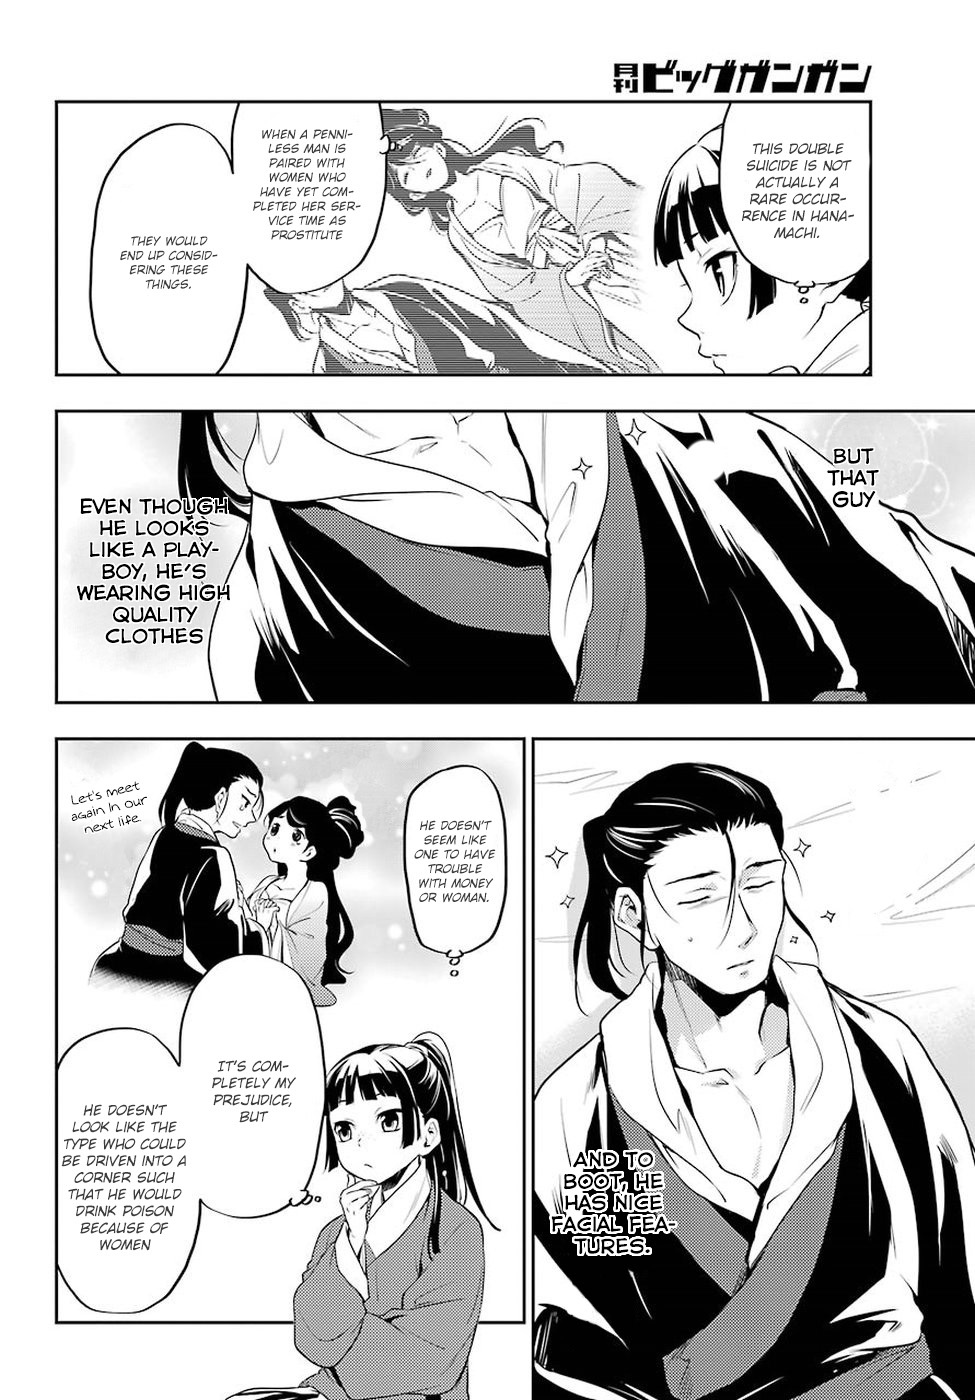 月刊ビッグガンガン
THIS DOUBLE
SUICIDE IS NOT
ACTUALLY A
RARE OCCUR-
RENCE IN HANA-
MACHI.
WHEN A PENNI-
LESS MAN IS
PAIRED WITH
WOMEN WHO
HAVE YET COM-
PLETED HER SER-
VICE TIME AS
PROSTITUTE
THEY WOULD
END UP CONSID-
ERING THESE
THINGS.
BUT
THAT
GUY
EVEN THOUGH
HE LOOKS
LIKE A PLAY-
BOY, HE'S
WEARING HIGH
QUALITY
CLOTHES
AND TO
BOOT, HE
HAS NICE
FACIAL FEA-
TURES.
HE DOESN'T
SEEM LIKE
ONE TO HAVE
TROUBLE
WITH MONEY
OR WOMAN.
Let's meet
again in our
next life.
IT'S COM-
PLETELY MY
PREJUDICE,
BUT
HE DOESN'T
LOOK LIKE THE
TYPE WHO COULD
BE DRIVEN INTO A
CORNER SUCH
THAT HE WOULD
DRINK POISON
BECAUSE OF
WOMEN